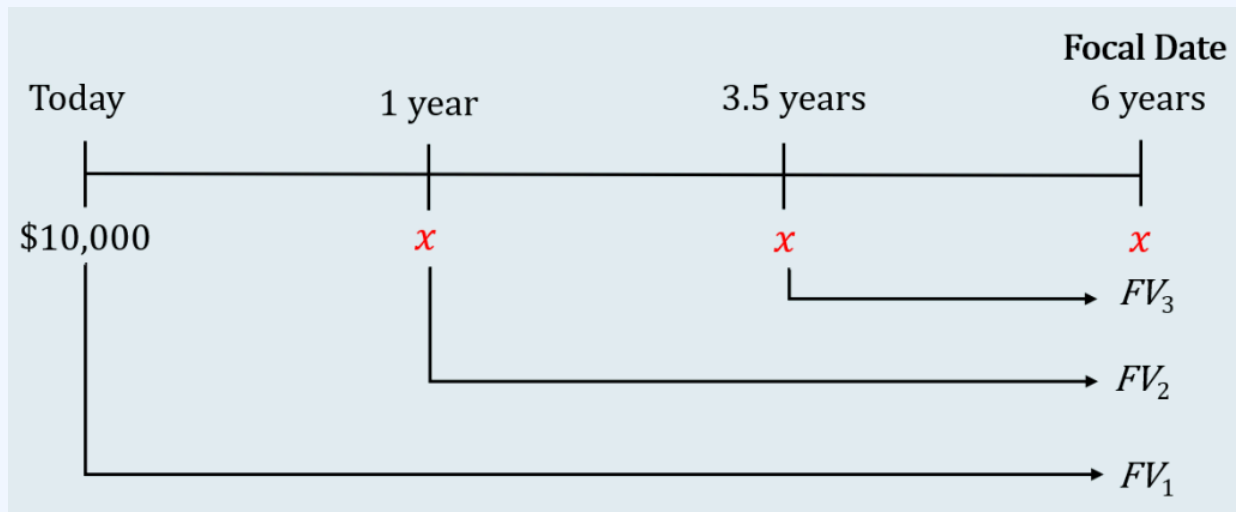 Focal Date
Today 1 year 3.5 years 6 years
$10,000 x x x
FV₃
FV₂
FV₁